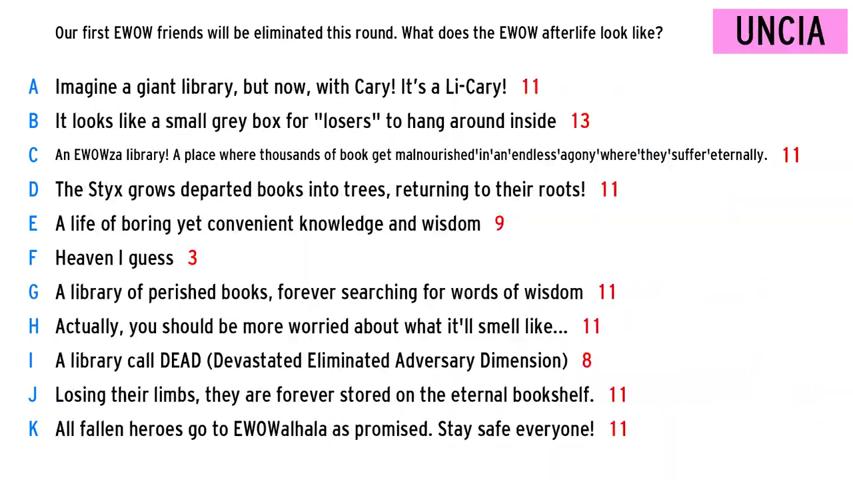 Our first EWOW friends will be eliminated this round. What does the EWOW afterlife look like?
UNCIA
A Imagine a giant library, but now, with Cary! It's a Li-Cary! 11
B It looks like a small grey box for "losers" to hang around inside 13
C An EWOWza library! A place where thousands of book get malnourished'in'an'endless'agony'where'they'suffer'eternally. 11
D The Styx grows departed books into trees, returning to their roots! 11
E A life of boring yet convenient knowledge and wisdom 9
F Heaven I guess 3
G A library of perished books, forever searching for words of wisdom 11
H Actually, you should be more worried about what it'll smell like... 11
I A library call DEAD (Devastated Eliminated Adversary Dimension) 8
J Losing their limbs, they are forever stored on the eternal bookshelf. 11
K All fallen heroes go to EWOWalhala as promised. Stay safe everyone! 11